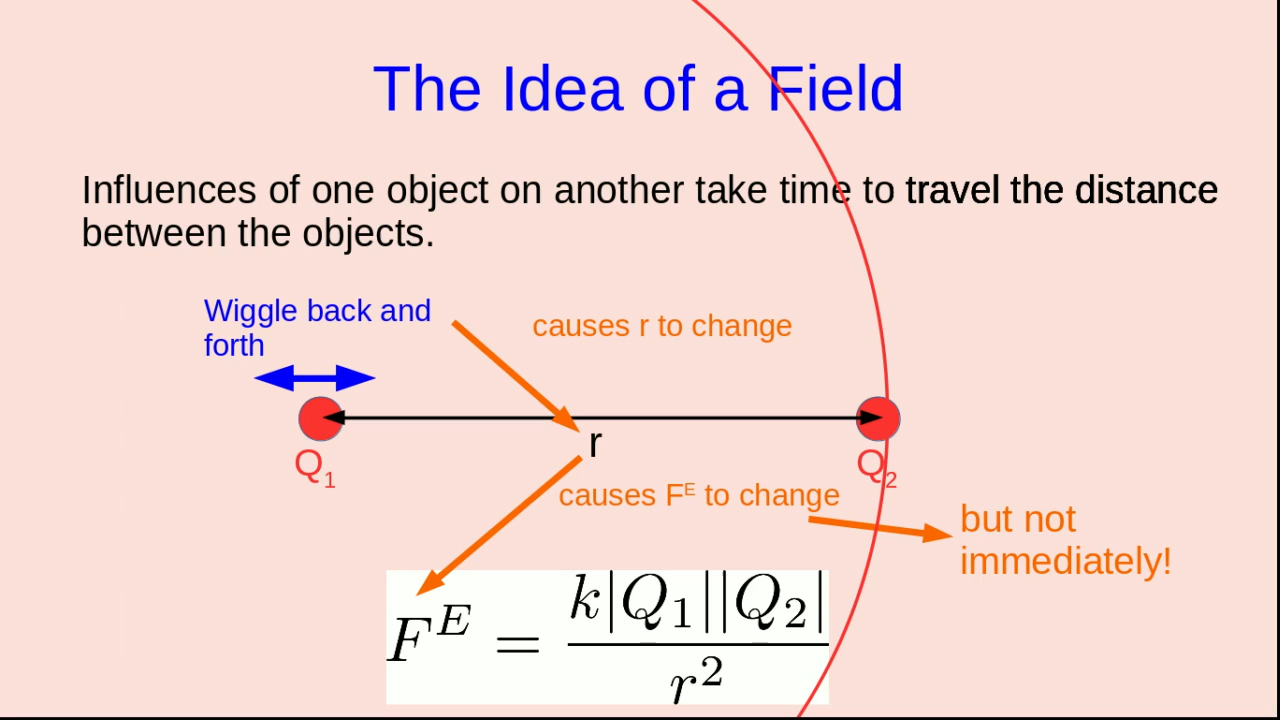 The Idea of a Field
Influences of one object on another take time to travel the distance
between the objects.
Wiggle back and
forth
causes r to change
r
Q₁
Q₂
causes Fᴱ to change
but not
immediately!
Fᴱ = k|Q₁||Q₂| / r²